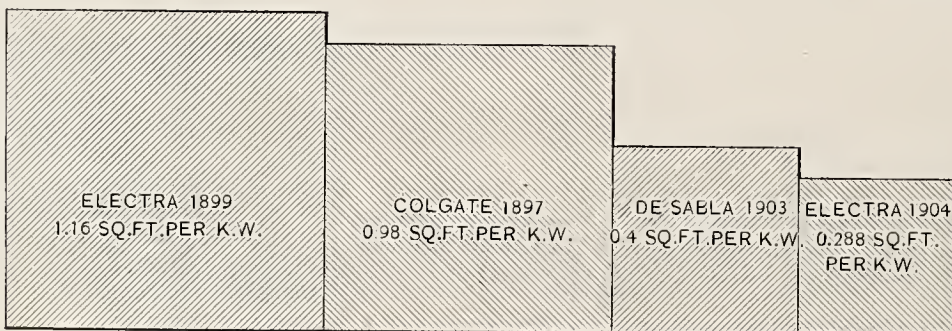 ELECTRA 1899
1.16 SQ.FT.PER K.W.
COLGATE 1897
0.98 SQ.FT.PER K.W.
DE SABLA 1903
0.4 SQ.FT.PER K.W.
ELECTRA 1904
0.288 SQ.FT.
PER K.W.